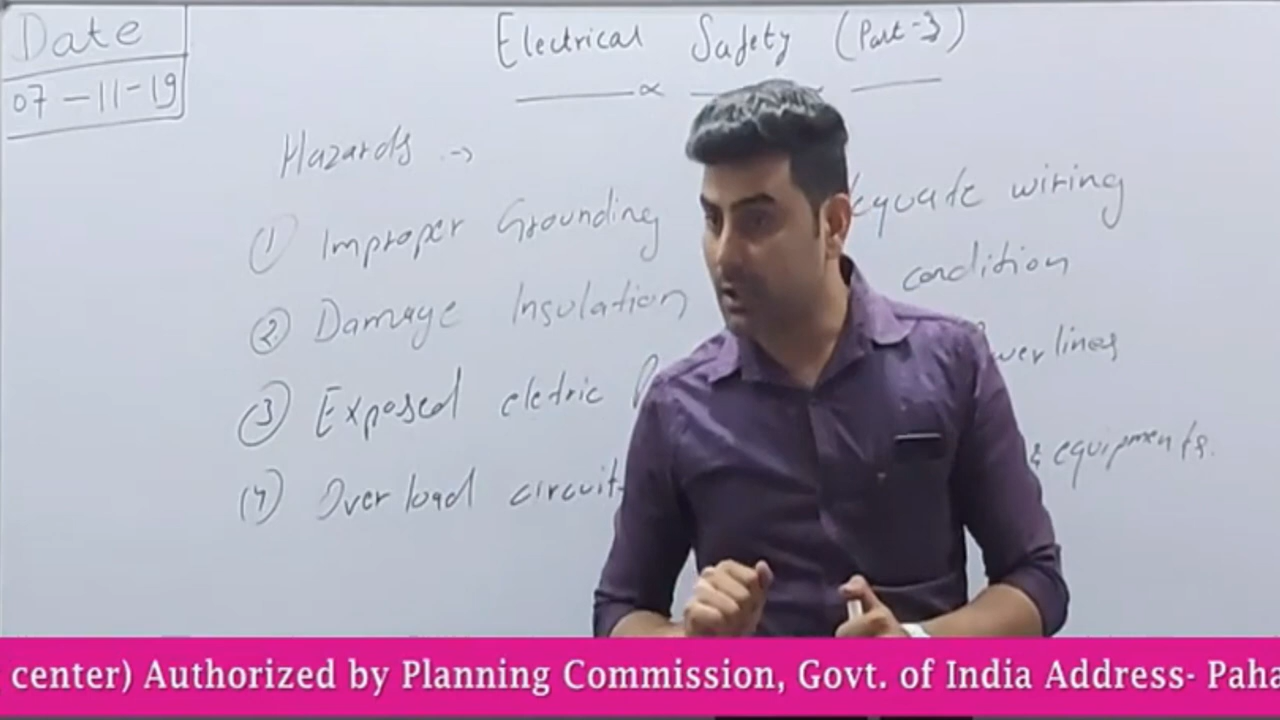 Date
07-11-19
Electrical Safety (Part-3)
Hazards :→
(1) Improper Grounding equate wiring
(2) Damage Insulation condition
(3) Exposed eletric wer lines
(4) Over load circuit & equipments.
center) Authorized by Planning Commission, Govt. of India Address- Paha